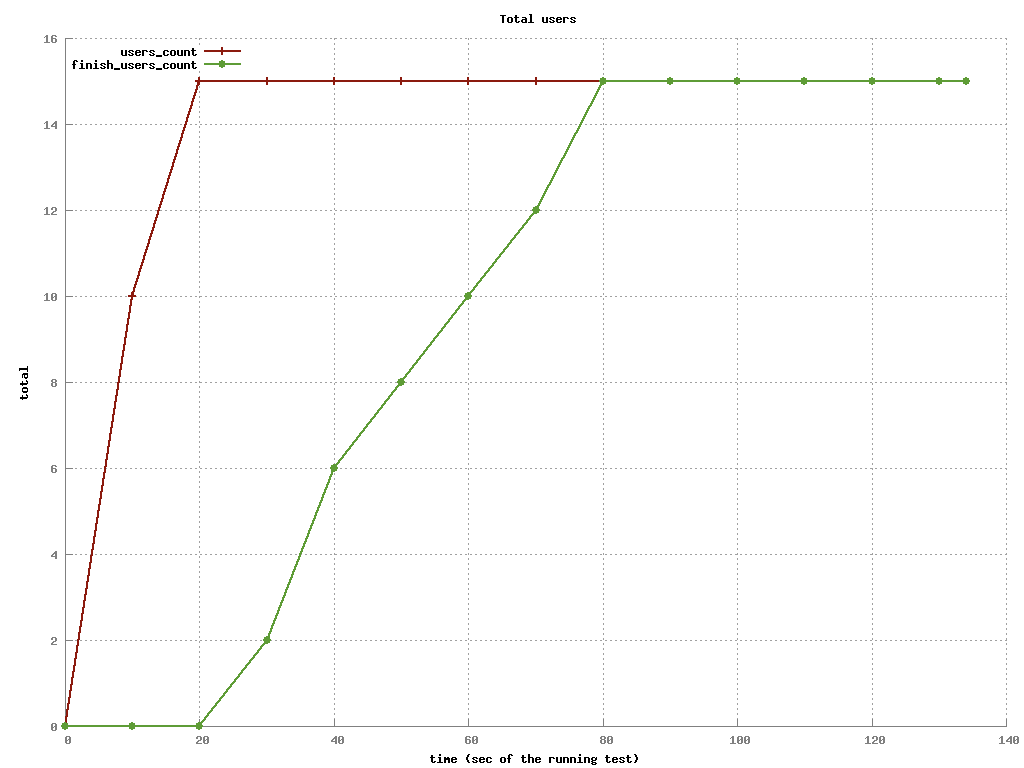 Total users
users_count
finish_users_count
16
14
12
10
8
6
4
2
0
total
0 20 40 60 80 100 120 140
time (sec of the running test)